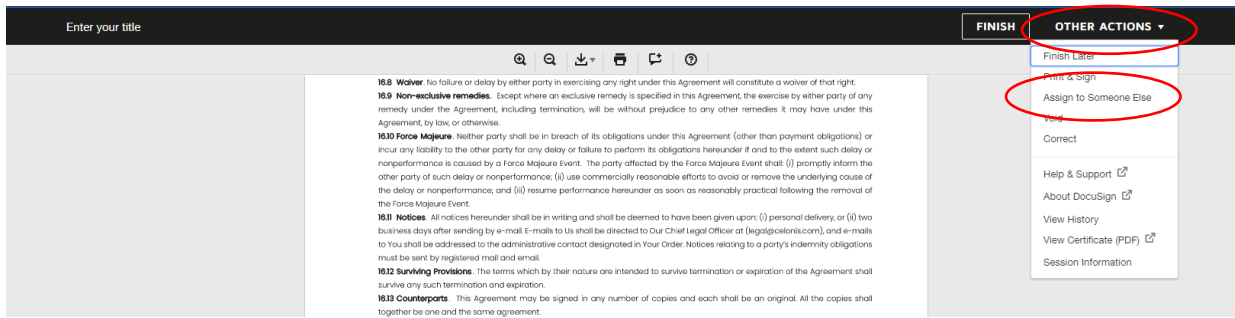 Enter your title
FINISH
OTHER ACTIONS
Finish Later
Print & Sign
Assign to Someone Else
Void
Correct
Help & Support
About DocuSign
View History
View Certificate (PDF)
Session Information
16.8 Waiver. No failure or delay by either party in exercising any right under this Agreement will constitute a waiver of that right.
16.9 Non-exclusive remedies. Except where an exclusive remedy is specified in this Agreement, the exercise by either party of any
remedy under the Agreement, including termination, will be without prejudice to any other remedies it may have under this
Agreement, by law, or otherwise.
16.10 Force Majeure. Neither party shall be in breach of its obligations under this Agreement (other than payment obligations) or
incur any liability to the other party for any delay or failure to perform its obligations hereunder if and to the extent such delay or
nonperformance is caused by a Force Majeure Event. The party affected by the Force Majeure Event shall: (i) promptly inform the
other party of such delay or nonperformance; (ii) use commercially reasonable efforts to avoid or remove the underlying cause of
the delay or nonperformance; and (iii) resume performance hereunder as soon as reasonably practical following the removal of
the Force Majeure Event.
16.11 Notices. All notices hereunder shall be in writing and shall be deemed to have been given upon: (i) personal delivery, or (ii) two
business days after sending by e-mail. E-mails to Us shall be directed to Our Chief Legal Officer at (legal@celonis.com), and e-mails
to You shall be addressed to the administrative contact designated in Your Order. Notices relating to a party's indemnity obligations
must be sent by registered mail and email.
16.12 Surviving Provisions. The terms which by their nature are intended to survive termination or expiration of the Agreement shall
survive any such termination and expiration.
16.13 Counterparts. This Agreement may be signed in any number of copies and each shall be an original. All the copies shall
together be one and the same agreement.